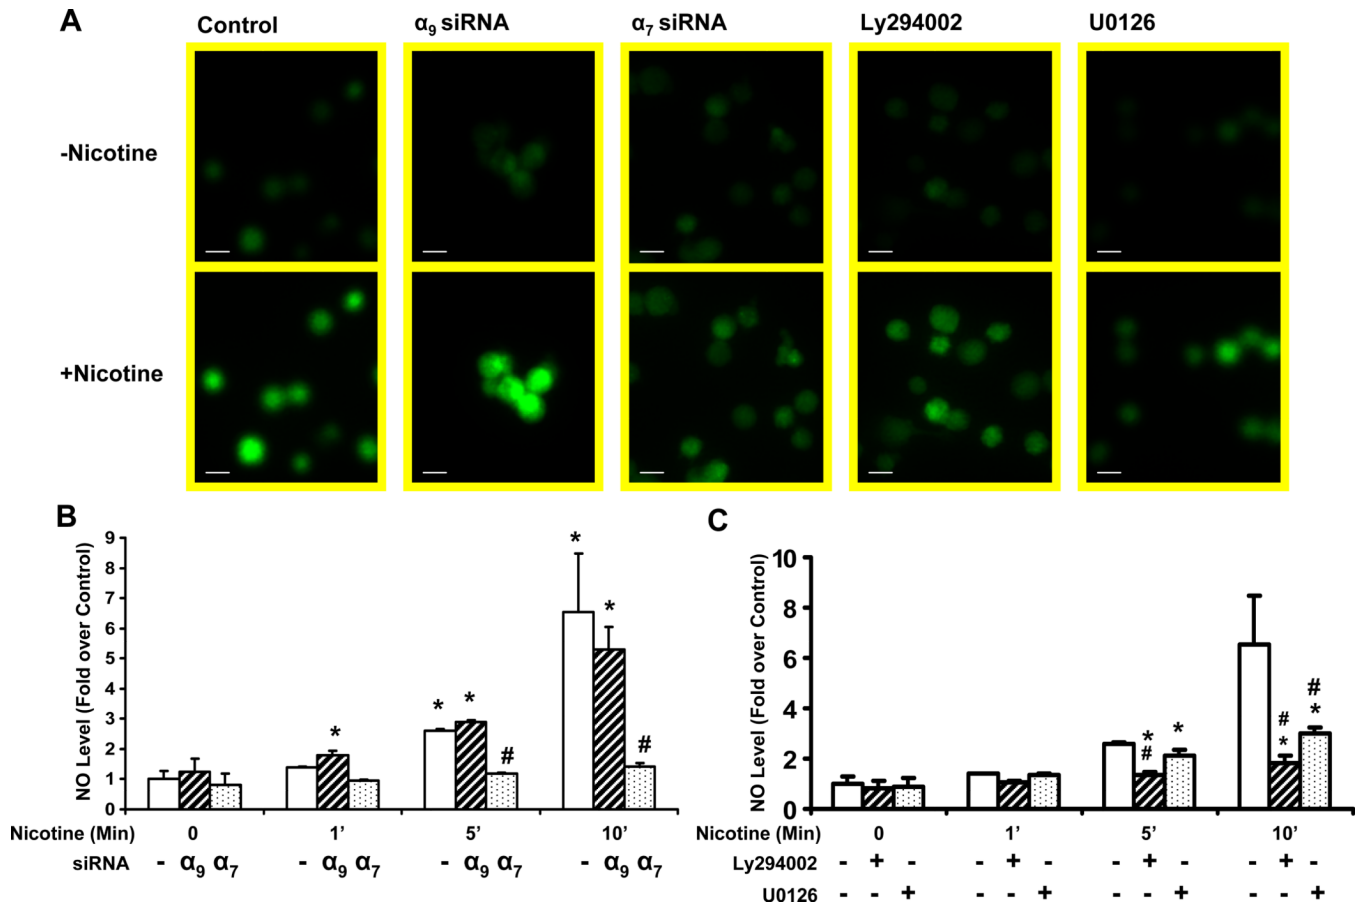 A
Control α9 siRNA α7 siRNA Ly294002 U0126
-Nicotine
+Nicotine
B
NO Level (Fold over Control)
9
8
7
6
5
4
3
2
1
0
* * * * * * # #
Nicotine (Min) 0 1’ 5’ 10’
siRNA - α9 α7 - α9 α7 - α9 α7 - α9 α7
C
NO Level (Fold over Control)
10
8
6
4
2
0
* # * # * # *
Nicotine (Min) 0 1’ 5’ 10’
Ly294002 - + - - + - - + - - + -
U0126 - - + - - + - - + - - +